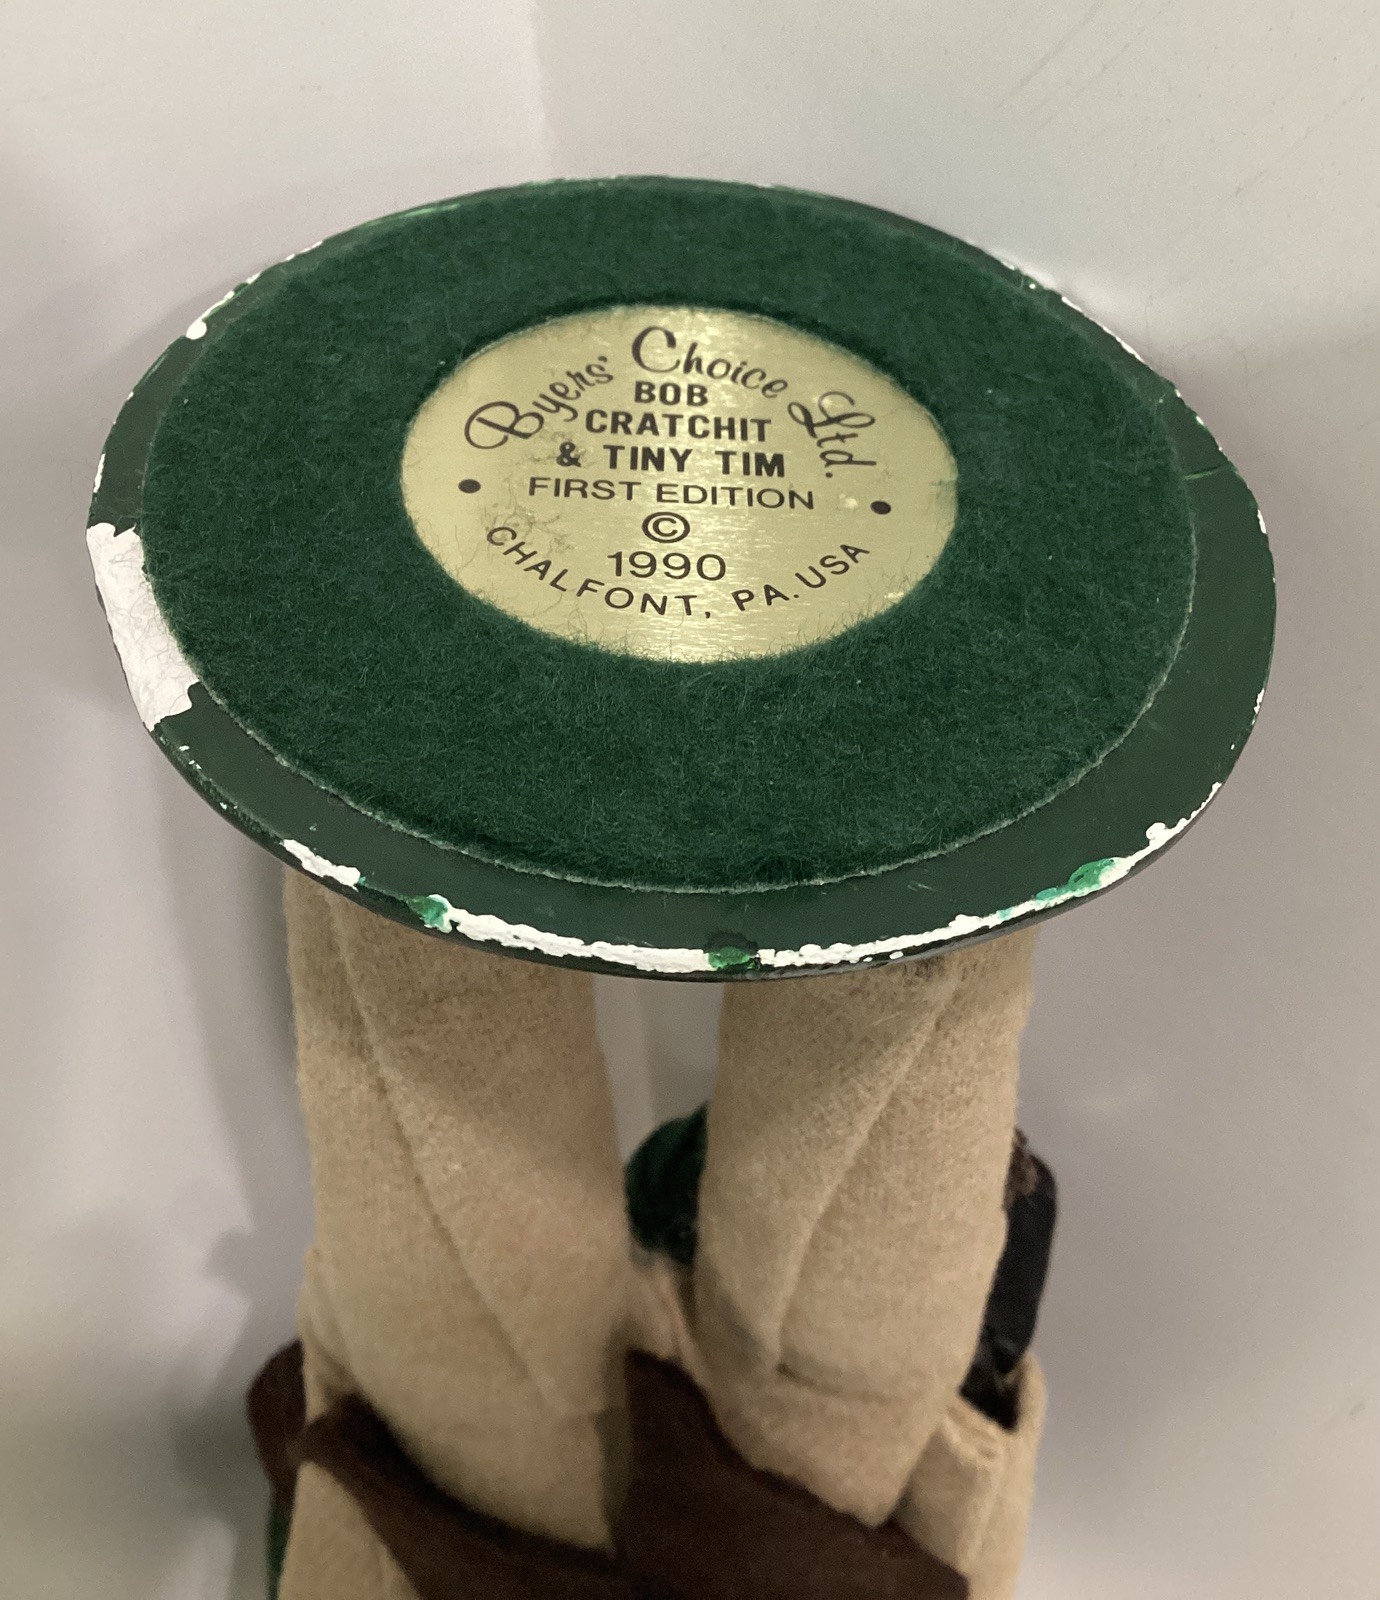 Byers' Choice Ltd.
BOB
CRATCHIT
& TINY TIM
• FIRST EDITION •
©
1990
CHALFONT, PA. USA